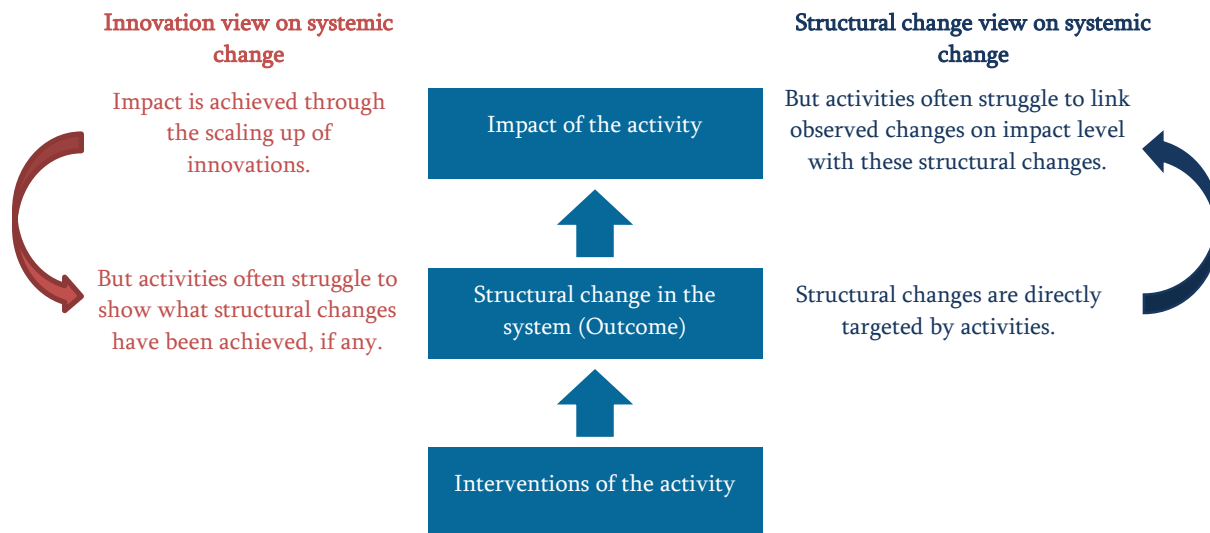 Innovation view on systemic
change
Impact is achieved through
the scaling up of
innovations.
But activities often struggle to
show what structural changes
have been achieved, if any.
Impact of the activity
Structural change in the
system (Outcome)
Interventions of the activity
Structural change view on systemic
change
But activities often struggle to link
observed changes on impact level
with these structural changes.
Structural changes are directly
targeted by activities.